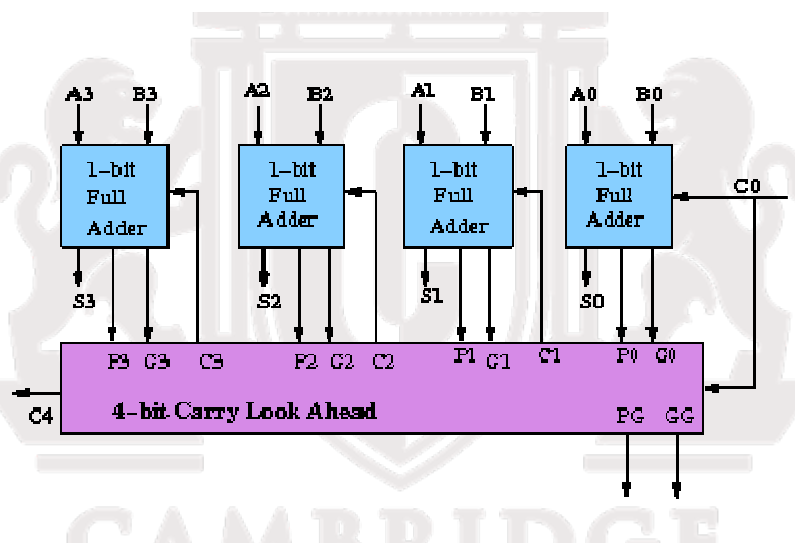 A3 B3 A2 B2 A1 B1 A0 B0
1-bit Full Adder
1-bit Full Adder
1-bit Full Adder
1-bit Full Adder
C0
S3 S2 S1 S0
P3 G3 C3 P2 G2 C2 P1 G1 C1 P0 G0
4-bit Carry Look Ahead
PG GG
C4
CAMBRIDGE